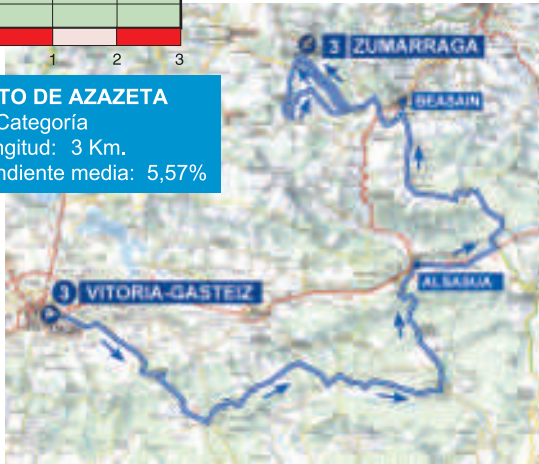 1 2 3
TO DE AZAZETA
Categoría
ngitud: 3 Km.
ndiente media: 5,57%
3 ZUMARRAGA
BEASAIN
ALSASUA
3 VITORIA-GASTEIZ
P